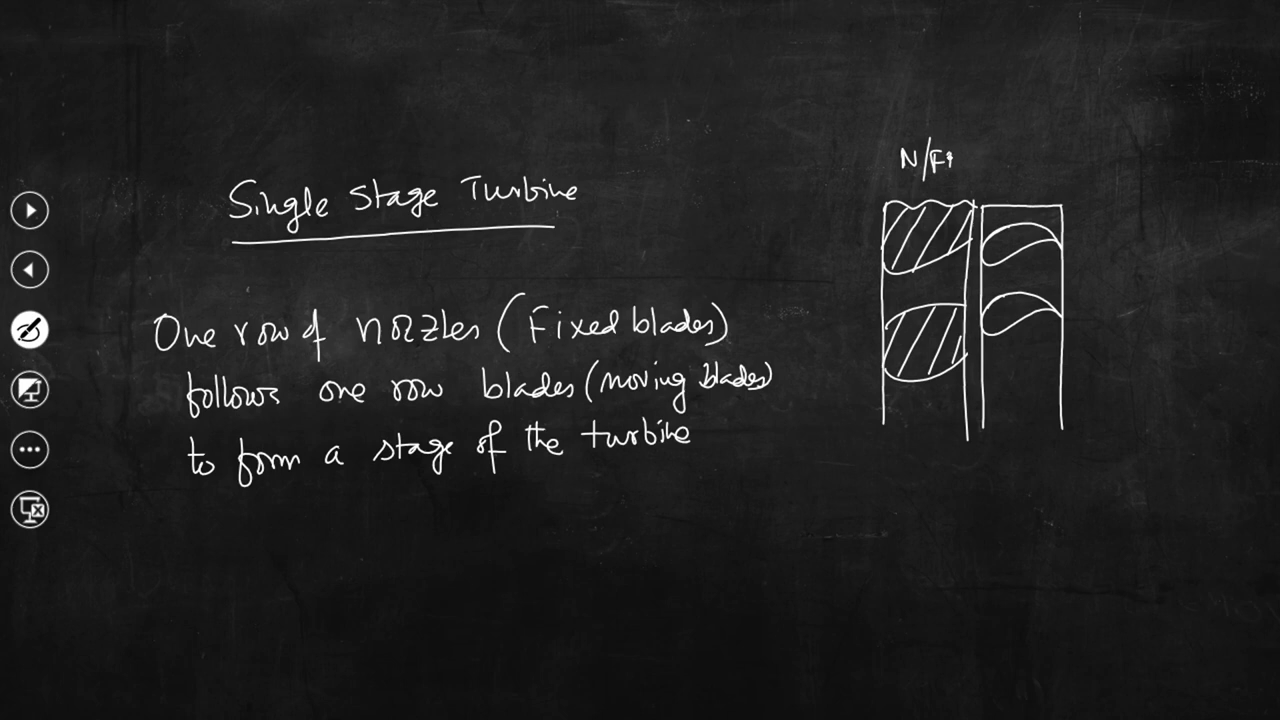 Single Stage Turbine
One row of nozzles (Fixed blades)
follows one row blades (moving blades)
to form a stage of the turbine
N/Fi